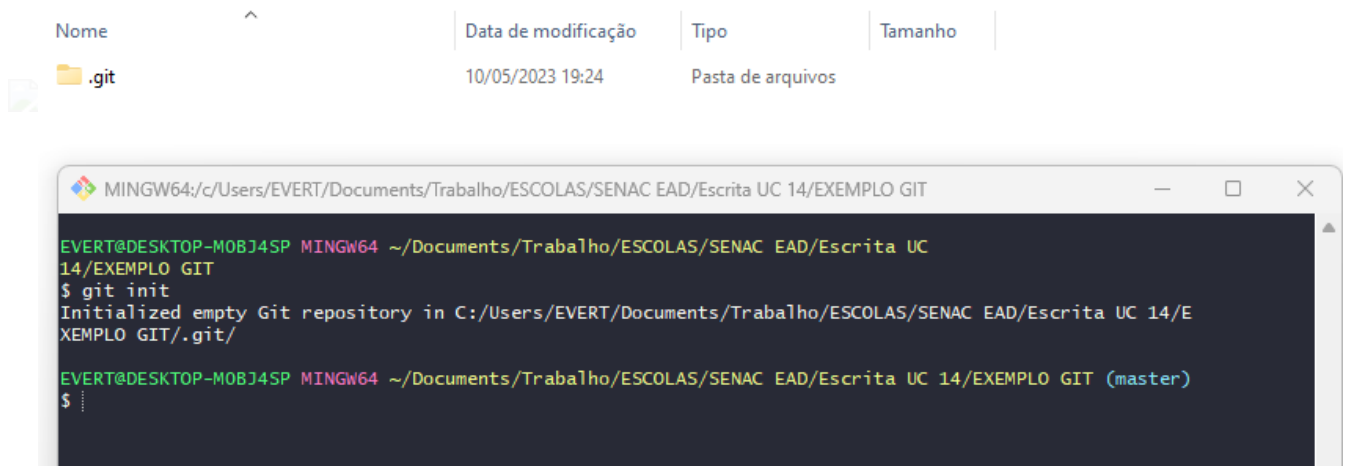 Nome Data de modificação Tipo Tamanho
.git 10/05/2023 19:24 Pasta de arquivos
MINGW64:/c/Users/EVERT/Documents/Trabalho/ESCOLAS/SENAC EAD/Escrita UC 14/EXEMPLO GIT
EVERT@DESKTOP-MOBJ4SP MINGW64 ~/Documents/Trabalho/ESCOLAS/SENAC EAD/Escrita UC
14/EXEMPLO GIT
$ git init
Initialized empty Git repository in C:/Users/EVERT/Documents/Trabalho/ESCOLAS/SENAC EAD/Escrita UC 14/E
XEMPLO GIT/.git/
EVERT@DESKTOP-MOBJ4SP MINGW64 ~/Documents/Trabalho/ESCOLAS/SENAC EAD/Escrita UC 14/EXEMPLO GIT (master)
$